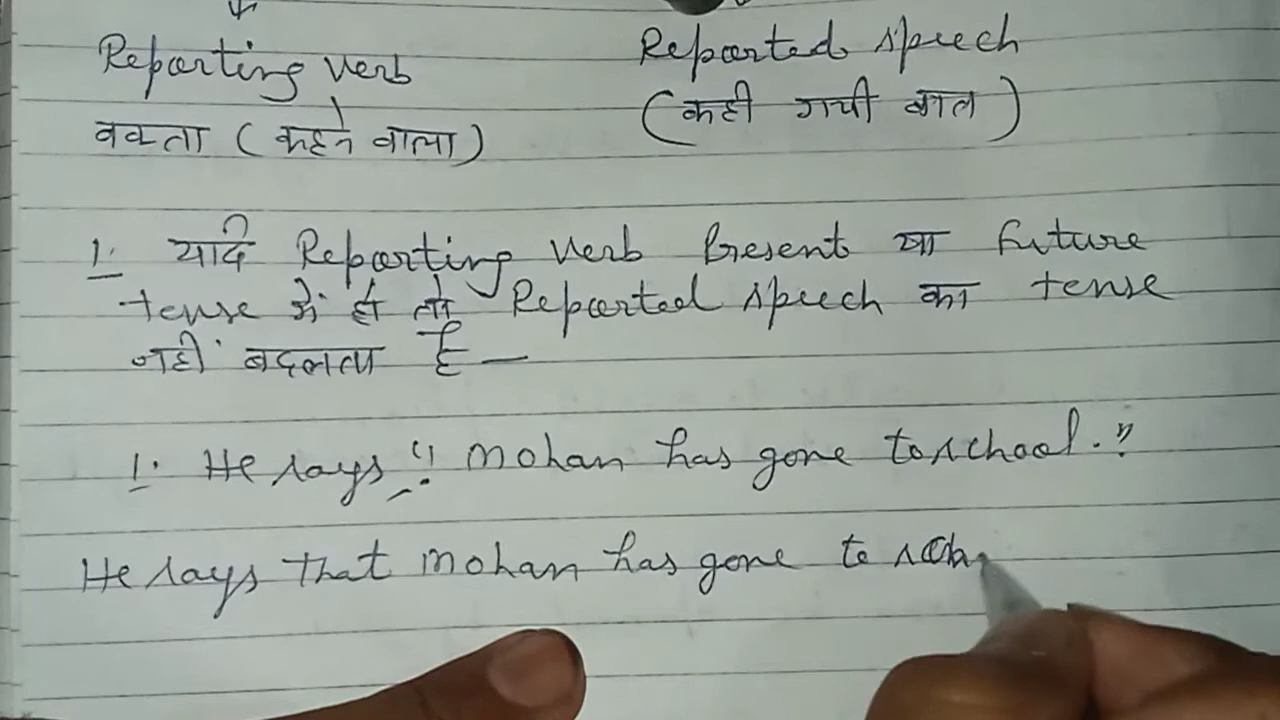 Reporting verb Reported speech
वक्ता (कहने वाला) (कही गयी बात)
1. यदि Reporting verb Present या future
tense में हो तो Reported speech का tense
नहीं बदलता है —
1. He says, "Mohan has gone to school."
He says that Mohan has gone to sch